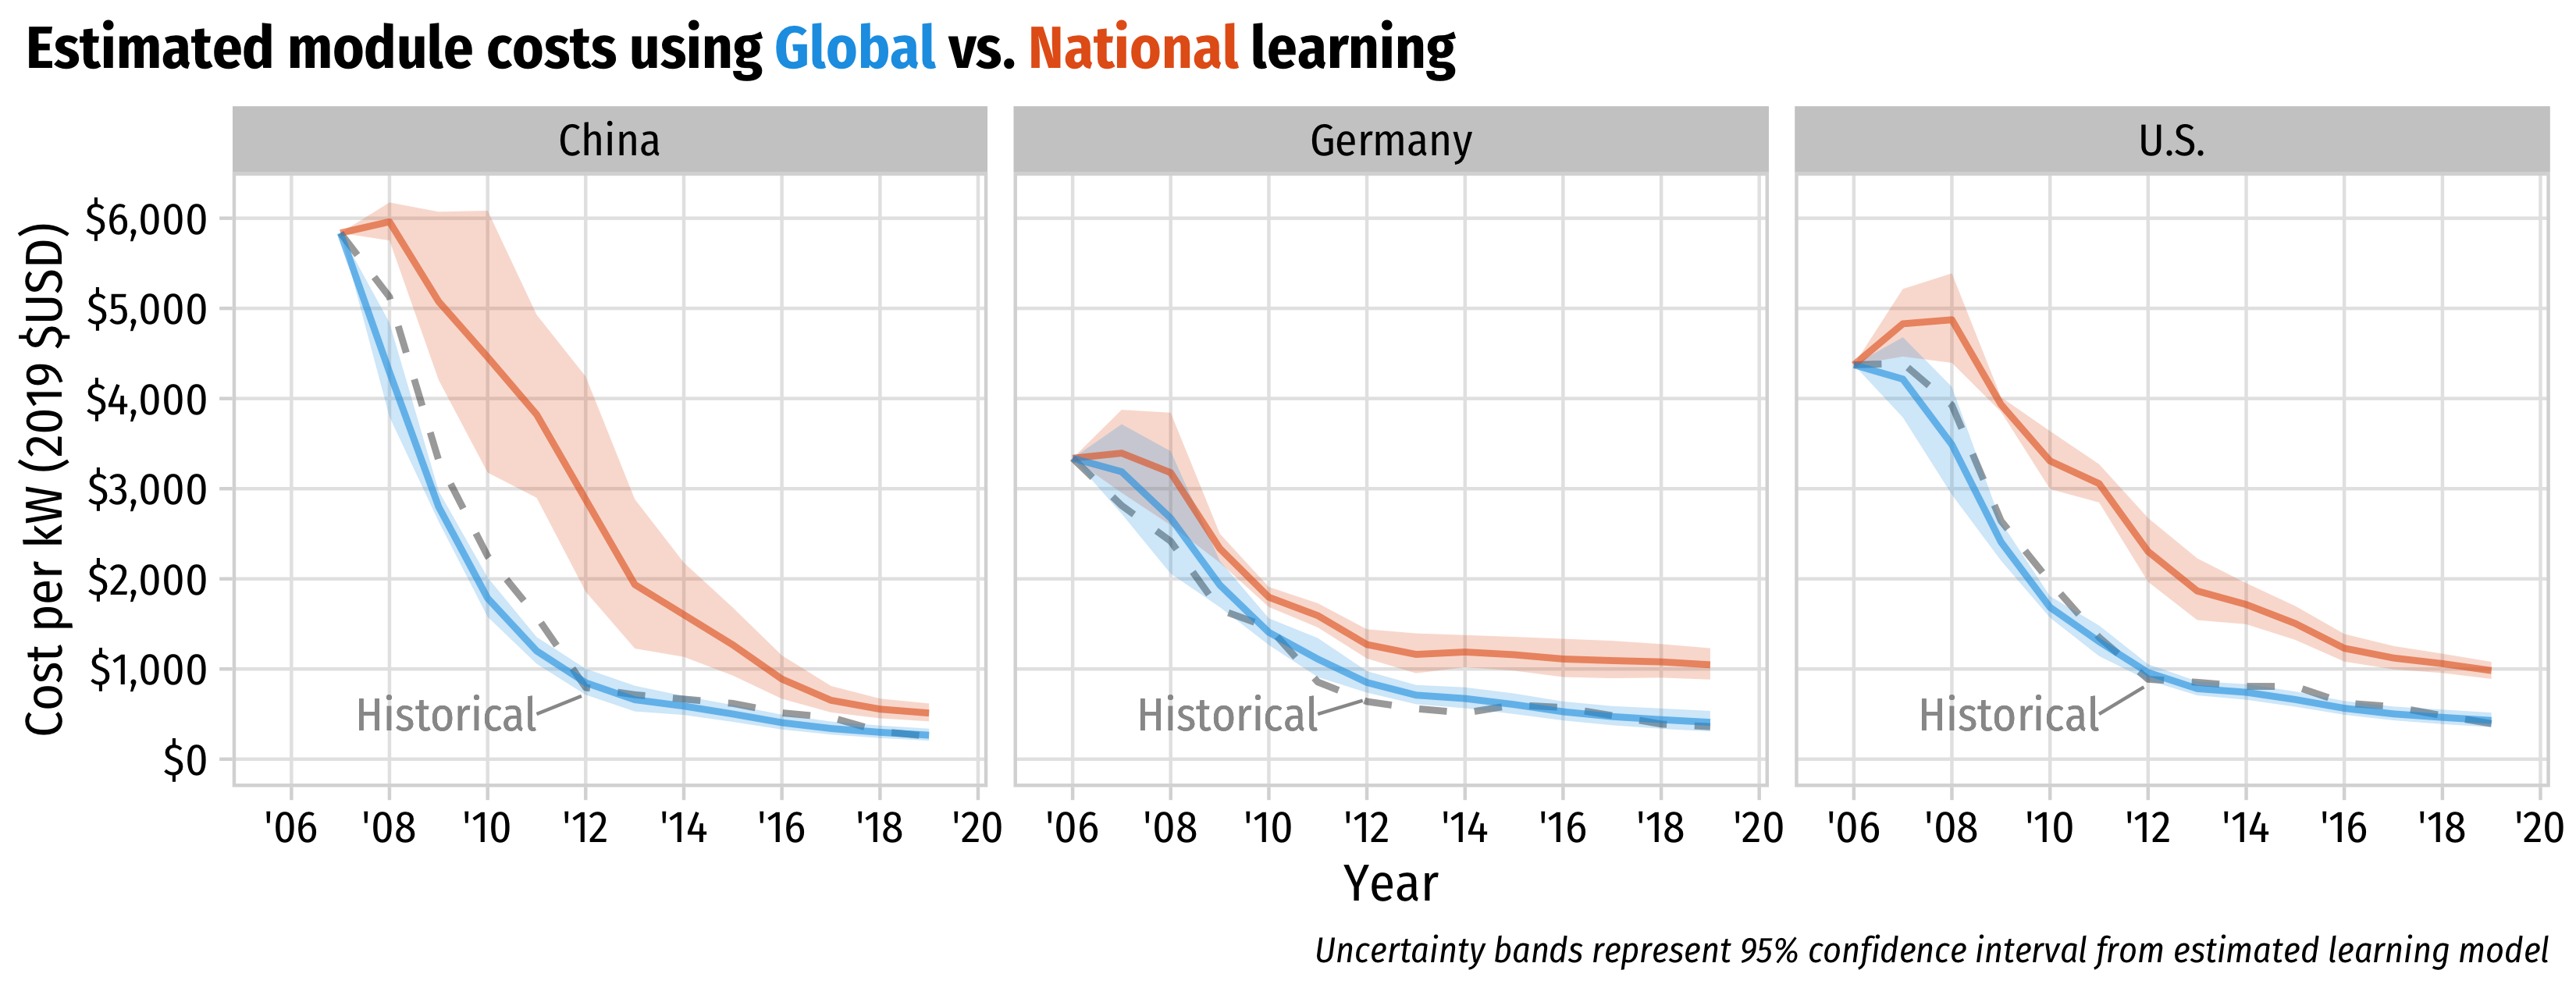 Estimated module costs using Global vs. National learning
China
Germany
U.S.
Cost per kW (2019 $USD)
$6,000
$5,000
$4,000
$3,000
$2,000
$1,000
$0
Historical
Historical
Historical
'06 '08 '10 '12 '14 '16 '18 '20
'06 '08 '10 '12 '14 '16 '18 '20
'06 '08 '10 '12 '14 '16 '18 '20
Year
Uncertainty bands represent 95% confidence interval from estimated learning model